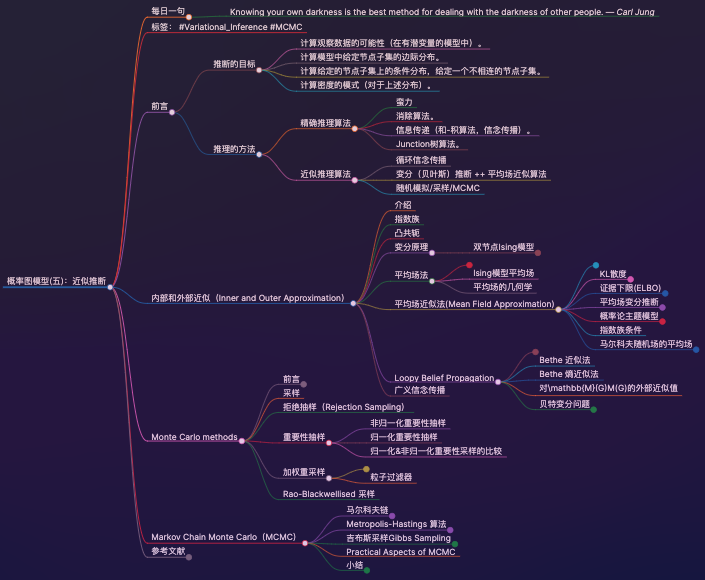 每日一句
Knowing your own darkness is the best method for dealing with the darkness of other people. — Carl Jung
标签： #Variational_Inference #MCMC
计算观察数据的可能性（在有潜变量的模型中）。
推断的目标
计算模型中给定节点子集的边际分布。
计算给定的节点子集上的条件分布，给定一个不相连的节点子集。
计算密度的模式（对于上述分布）。
前言
蛮力
精确推理算法
消除算法。
信息传递（和-积算法，信念传播）。
Junction树算法。
推理的方法
循环信念传播
近似推理算法
变分（贝叶斯）推断 ++ 平均场近似算法
随机模拟/采样/MCMC
介绍
指数族
凸共轭
变分原理
双节点Ising模型
平均场法
Ising模型平均场
平均场的几何学
概率图模型(五)：近似推断
内部和外部近似（Inner and Outer Approximation）
平均场近似法(Mean Field Approximation)
KL散度
证据下限(ELBO)
平均场变分推断
概率论主题模型
指数族条件
马尔科夫随机场的平均场
Loopy Belief Propagation
Bethe 近似法
Bethe 熵近似法
对\mathbb{M}(G)M(G)的外部近似值
贝特变分问题
广义信念传播
前言
采样
拒绝抽样（Rejection Sampling）
Monte Carlo methods
重要性抽样
非归一化重要性抽样
归一化重要性抽样
归一化&非归一化重要性采样的比较
加权重采样
粒子过滤器
Rao-Blackwellised 采样
马尔科夫链
Metropolis-Hastings 算法
Markov Chain Monte Carlo（MCMC）
吉布斯采样Gibbs Sampling
Practical Aspects of MCMC
小结
参考文献